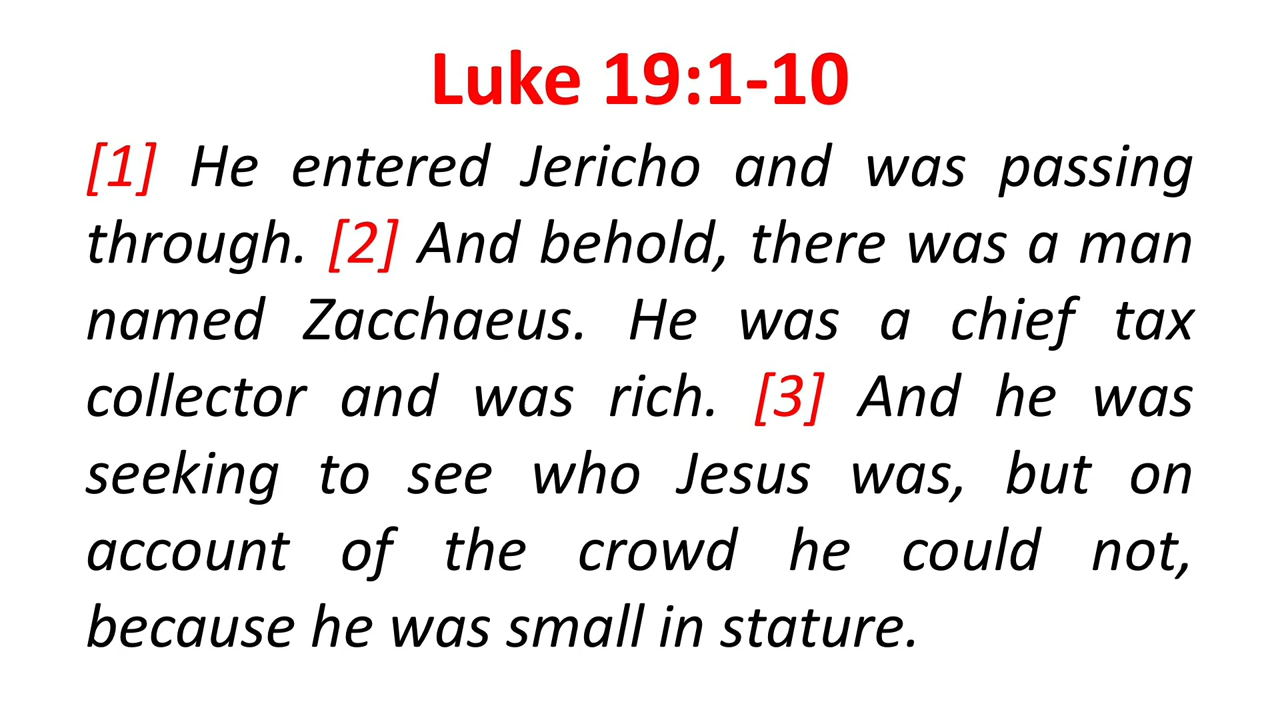 Luke 19:1-10
[1] He entered Jericho and was passing
through. [2] And behold, there was a man
named Zacchaeus. He was a chief tax
collector and was rich. [3] And he was
seeking to see who Jesus was, but on
account of the crowd he could not,
because he was small in stature.